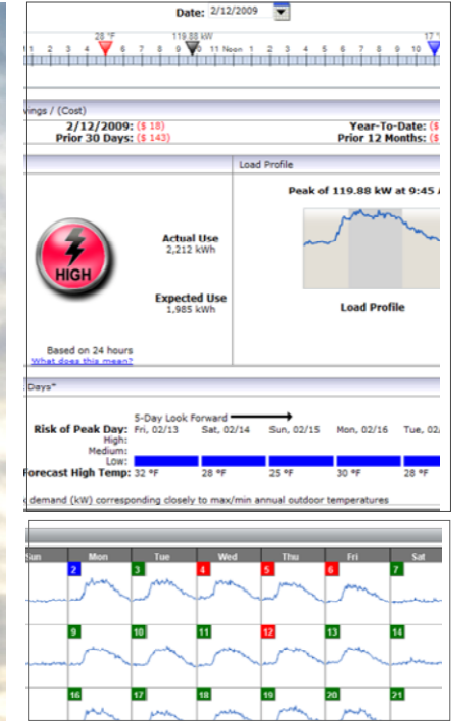 Date: 2/12/2009
28 °F 119.88 kW 17 °
1 2 3 4 5 6 7 8 9 10 11 Noon 1 2 3 4 5 6 7 8 9 10 11
vings / (Cost)
2/12/2009: ($ 18) Year-To-Date: ($
Prior 30 Days: ($ 143) Prior 12 Months: ($
Load Profile
Peak of 119.88 kW at 9:45 A
HIGH
Actual Use
2,212 kWh
Expected Use
1,985 kWh
Load Profile
Based on 24 hours
What does this mean?
Days*
5-Day Look Forward
Risk of Peak Day: Fri, 02/13 Sat, 02/14 Sun, 02/15 Mon, 02/16 Tue, 02/
High:
Medium:
Low:
Forecast High Temp: 32 °F 28 °F 25 °F 30 °F 28 °F
demand (kW) corresponding closely to max/min annual outdoor temperatures
Sun Mon Tue Wed Thu Fri Sat
2 3 4 5 6 7
9 10 11 12 13 14
16 17 18 19 20 21